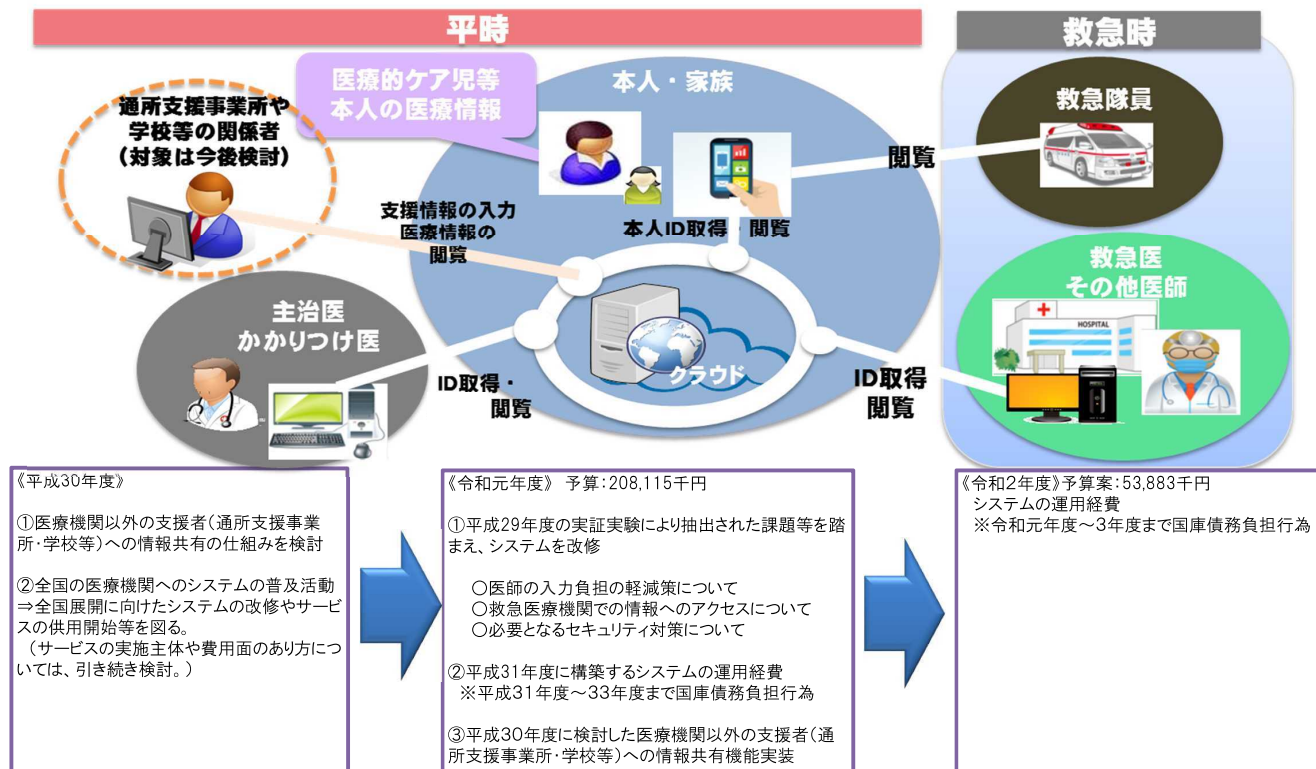 平時
救急時
医療的ケア児等
本人の医療情報
本人・家族
通所支援事業所や
学校等の関係者
(対象は今後検討)
救急隊員
閲覧
支援情報の入力
医療情報の
閲覧
本人ID取得・閲覧
救急医
その他医師
HOSPITAL
主治医
かかりつけ医
クラウド
ID取得・
閲覧
ID取得
閲覧
《平成30年度》
①医療機関以外の支援者(通所支援事業
所・学校等)への情報共有の仕組みを検討
②全国の医療機関へのシステムの普及活動
⇒全国展開に向けたシステムの改修やサービ
スの供用開始等を図る。
(サービスの実施主体や費用面のあり方につ
いては、引き続き検討。)
《令和元年度》 予算:208,115千円
①平成29年度の実証実験により抽出された課題等を踏
まえ、システムを改修
○医師の入力負担の軽減策について
○救急医療機関での情報へのアクセスについて
○必要となるセキュリティ対策について
②平成31年度に構築するシステムの運用経費
※平成31年度~33年度まで国庫債務負担行為
③平成30年度に検討した医療機関以外の支援者(通
所支援事業所・学校等)への情報共有機能実装
《令和2年度》予算案:53,883千円
システムの運用経費
※令和元年度~3年度まで国庫債務負担行為